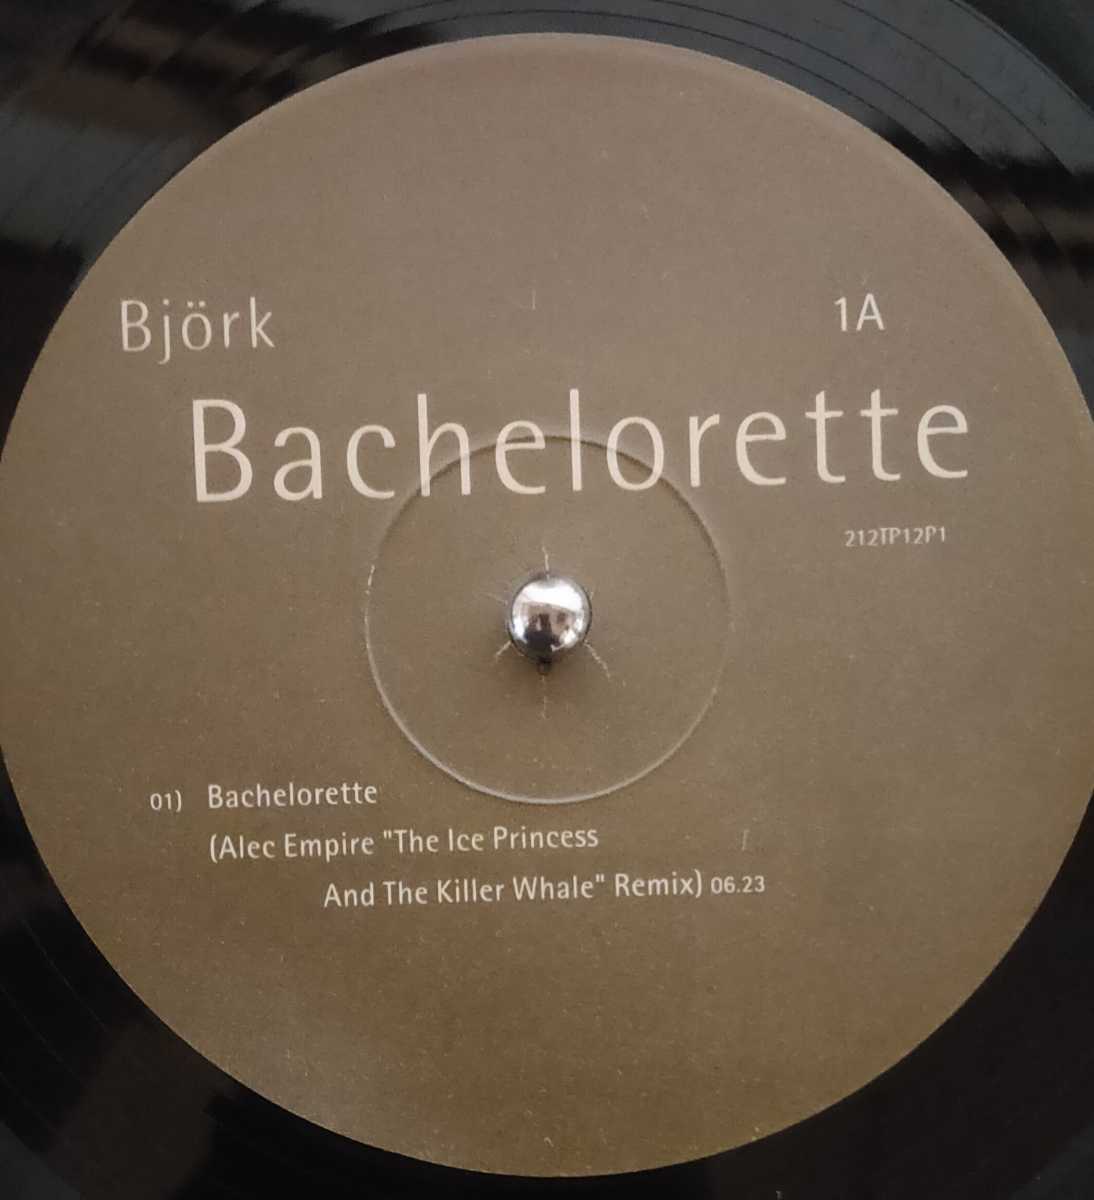 Björk
1A
Bachelorette
212TP12P1
01) Bachelorette
(Alec Empire "The Ice Princess
And The Killer Whale" Remix) 06.23